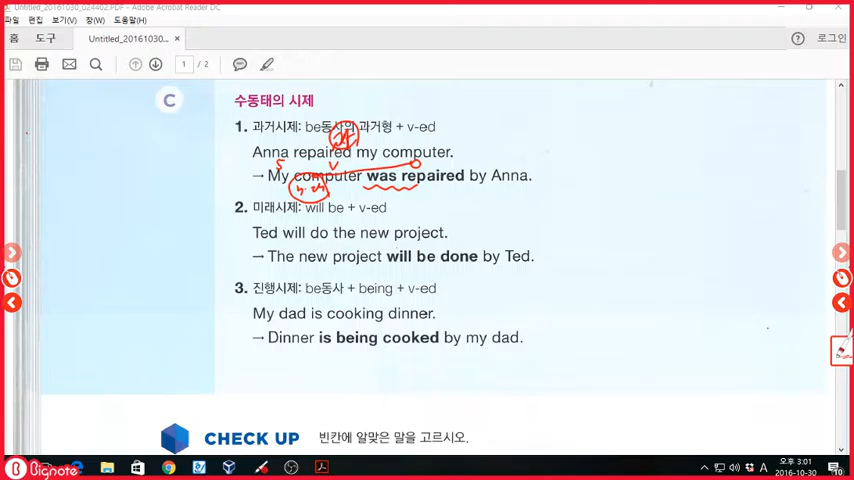 Untitled_20161030_024402.PDF - Adobe Acrobat Reader DC
파일 편집 보기(V) 창(W) 도움말(H)
홈 도구 Untitled_20161030... × 로그인
1 / 2
C 수동태의 시제
1. 과거시제: be동사의 과거형 + v-ed
Anna repaired my computer.
→ My computer was repaired by Anna.
2. 미래시제: will be + v-ed
Ted will do the new project.
→ The new project will be done by Ted.
3. 진행시제: be동사 + being + v-ed
My dad is cooking dinner.
→ Dinner is being cooked by my dad.
CHECK UP 빈칸에 알맞은 말을 고르시오.
Bignote
A 오후 3:01
2016-10-30